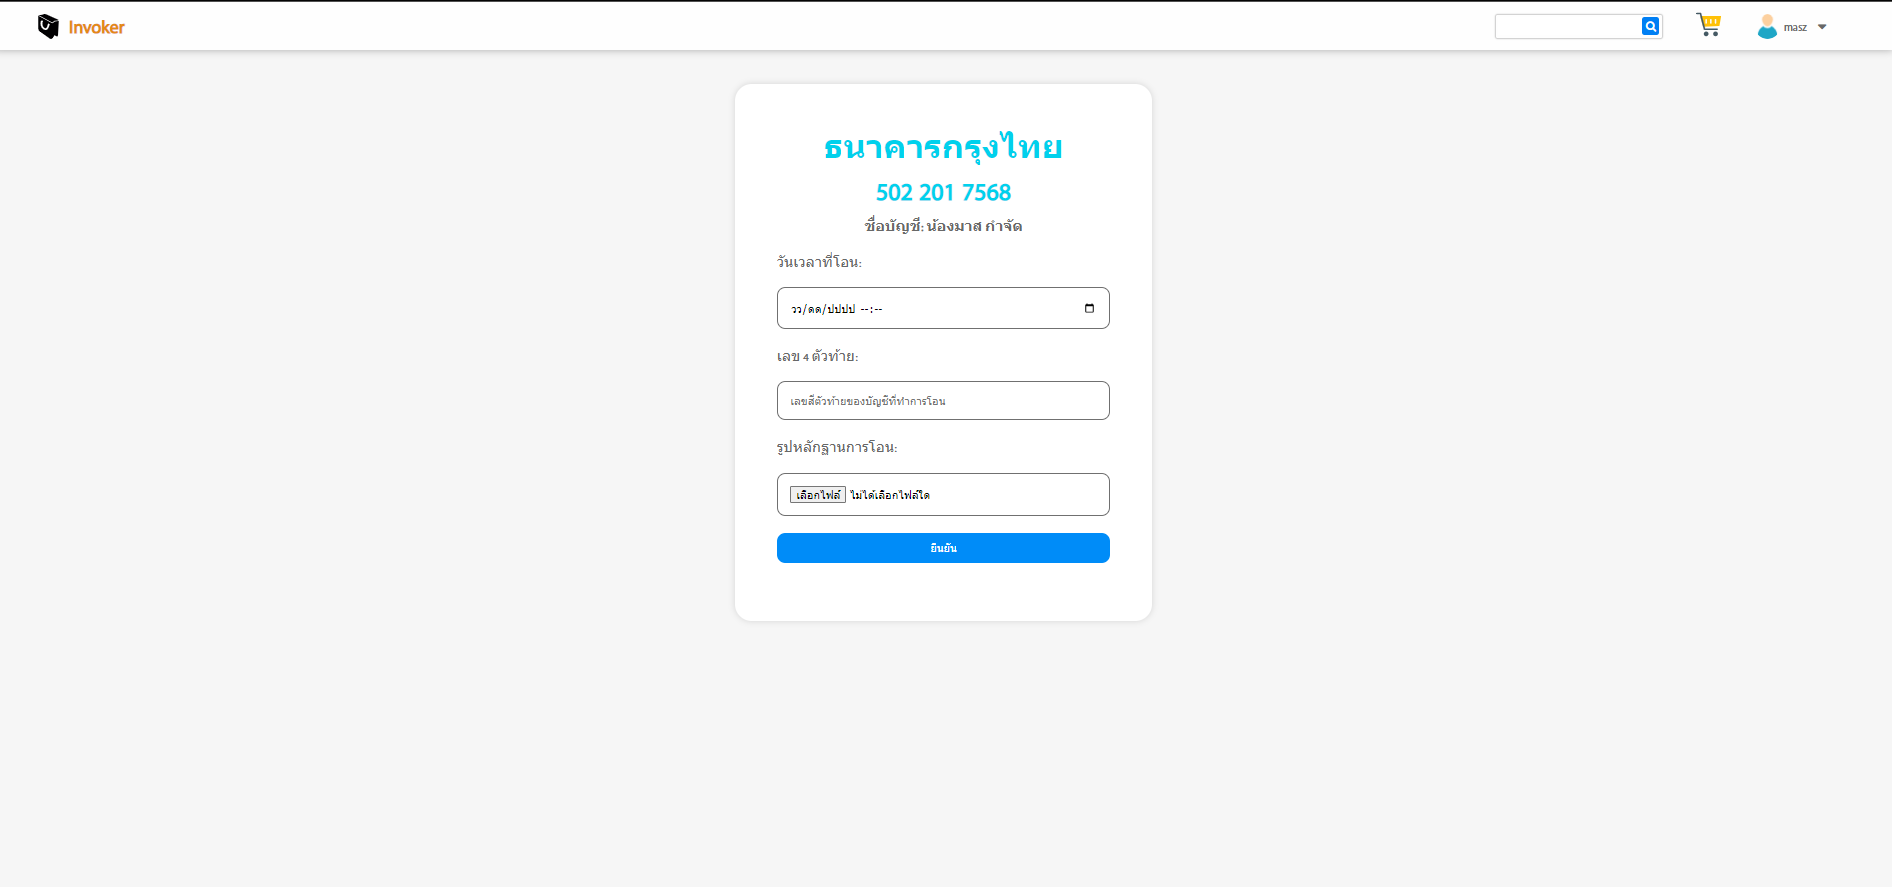 Invoker
masz
ธนาคารกรุงไทย
502 201 7568
ชื่อบัญชี: น้องมาส กำจัด
วันเวลาที่โอน:
วว/ดด/ปปปป --:--
เลข 4 ตัวท้าย:
เลขสี่ตัวท้ายของบัญชีที่ทำการโอน
รูปหลักฐานการโอน:
เลือกไฟล์ ไม่ได้เลือกไฟล์ใด
ยืนยัน